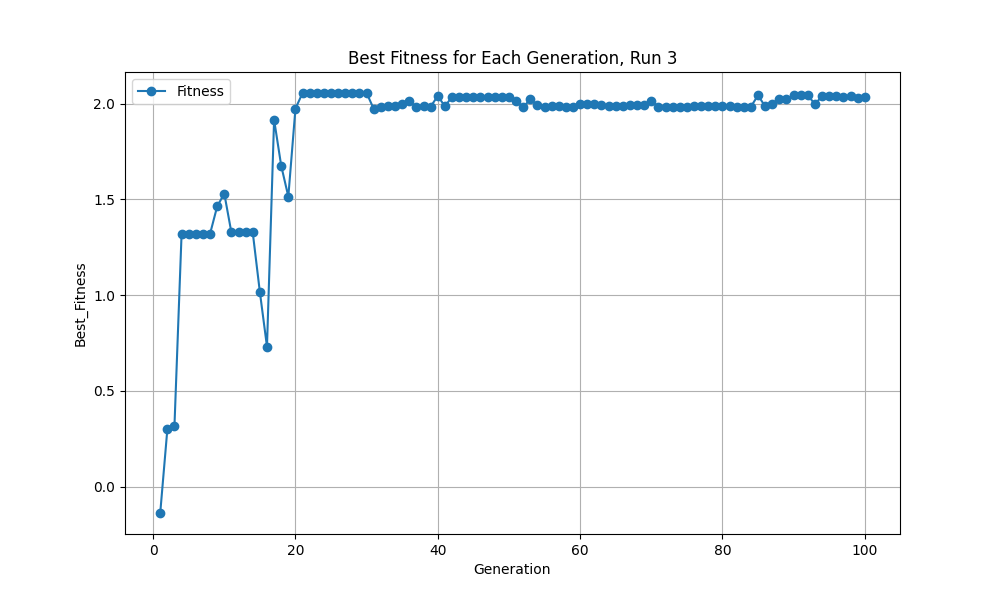 Best Fitness for Each Generation, Run 3
Fitness
2.0
1.5
1.0
0.5
0.0
Best_Fitness
0 20 40 60 80 100
Generation